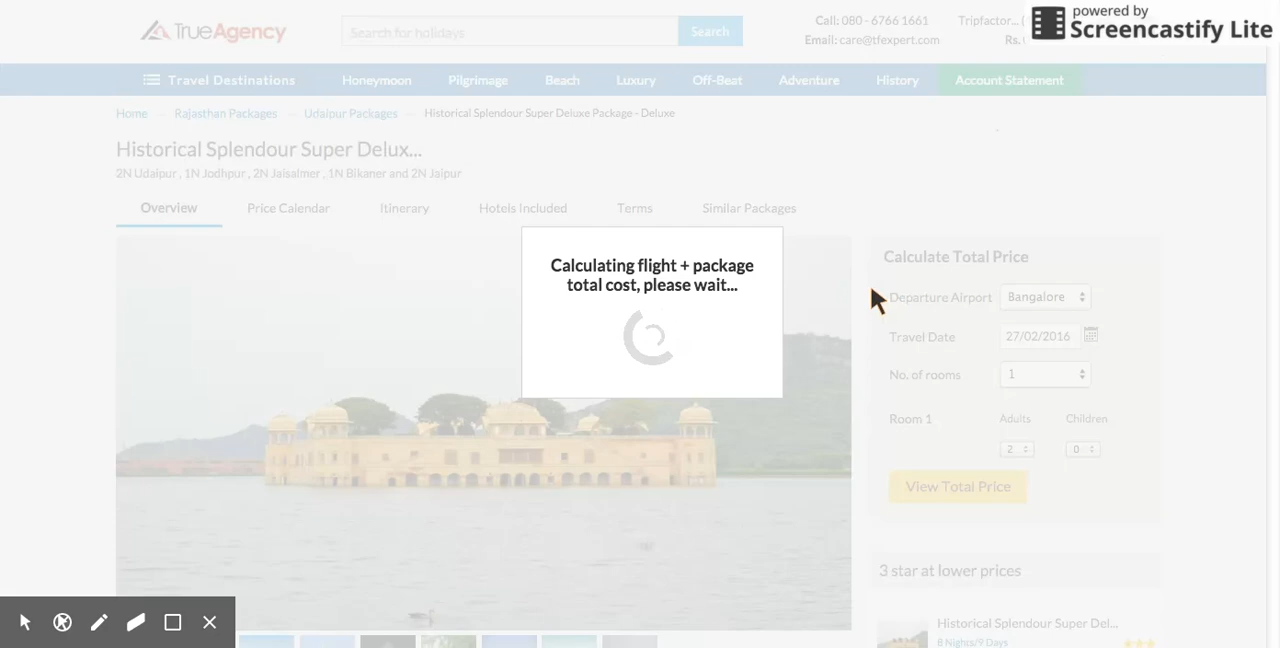 powered by
Screencastify Lite
TrueAgency
Search for holidays
Search
Call: 080 - 6766 1661
Tripfactor...
Email: care@tfexpert.com
Rs.
Travel Destinations
Honeymoon
Pilgrimage
Beach
Luxury
Off-Beat
Adventure
History
Account Statement
Home
Rajasthan Packages
Udaipur Packages
Historical Splendour Super Deluxe Package - Deluxe
Historical Splendour Super Delux...
2N Udaipur , 1N Jodhpur , 2N Jaisalmer , 1N Bikaner and 2N Jaipur
Overview
Price Calendar
Itinerary
Hotels Included
Terms
Similar Packages
Calculating flight + package
total cost, please wait...
Calculate Total Price
Departure Airport
Bangalore
Travel Date
27/02/2016
No. of rooms
1
Room 1
Adults
Children
2
0
View Total Price
3 star at lower prices
Historical Splendour Super Del...
8 Nights/9 Days